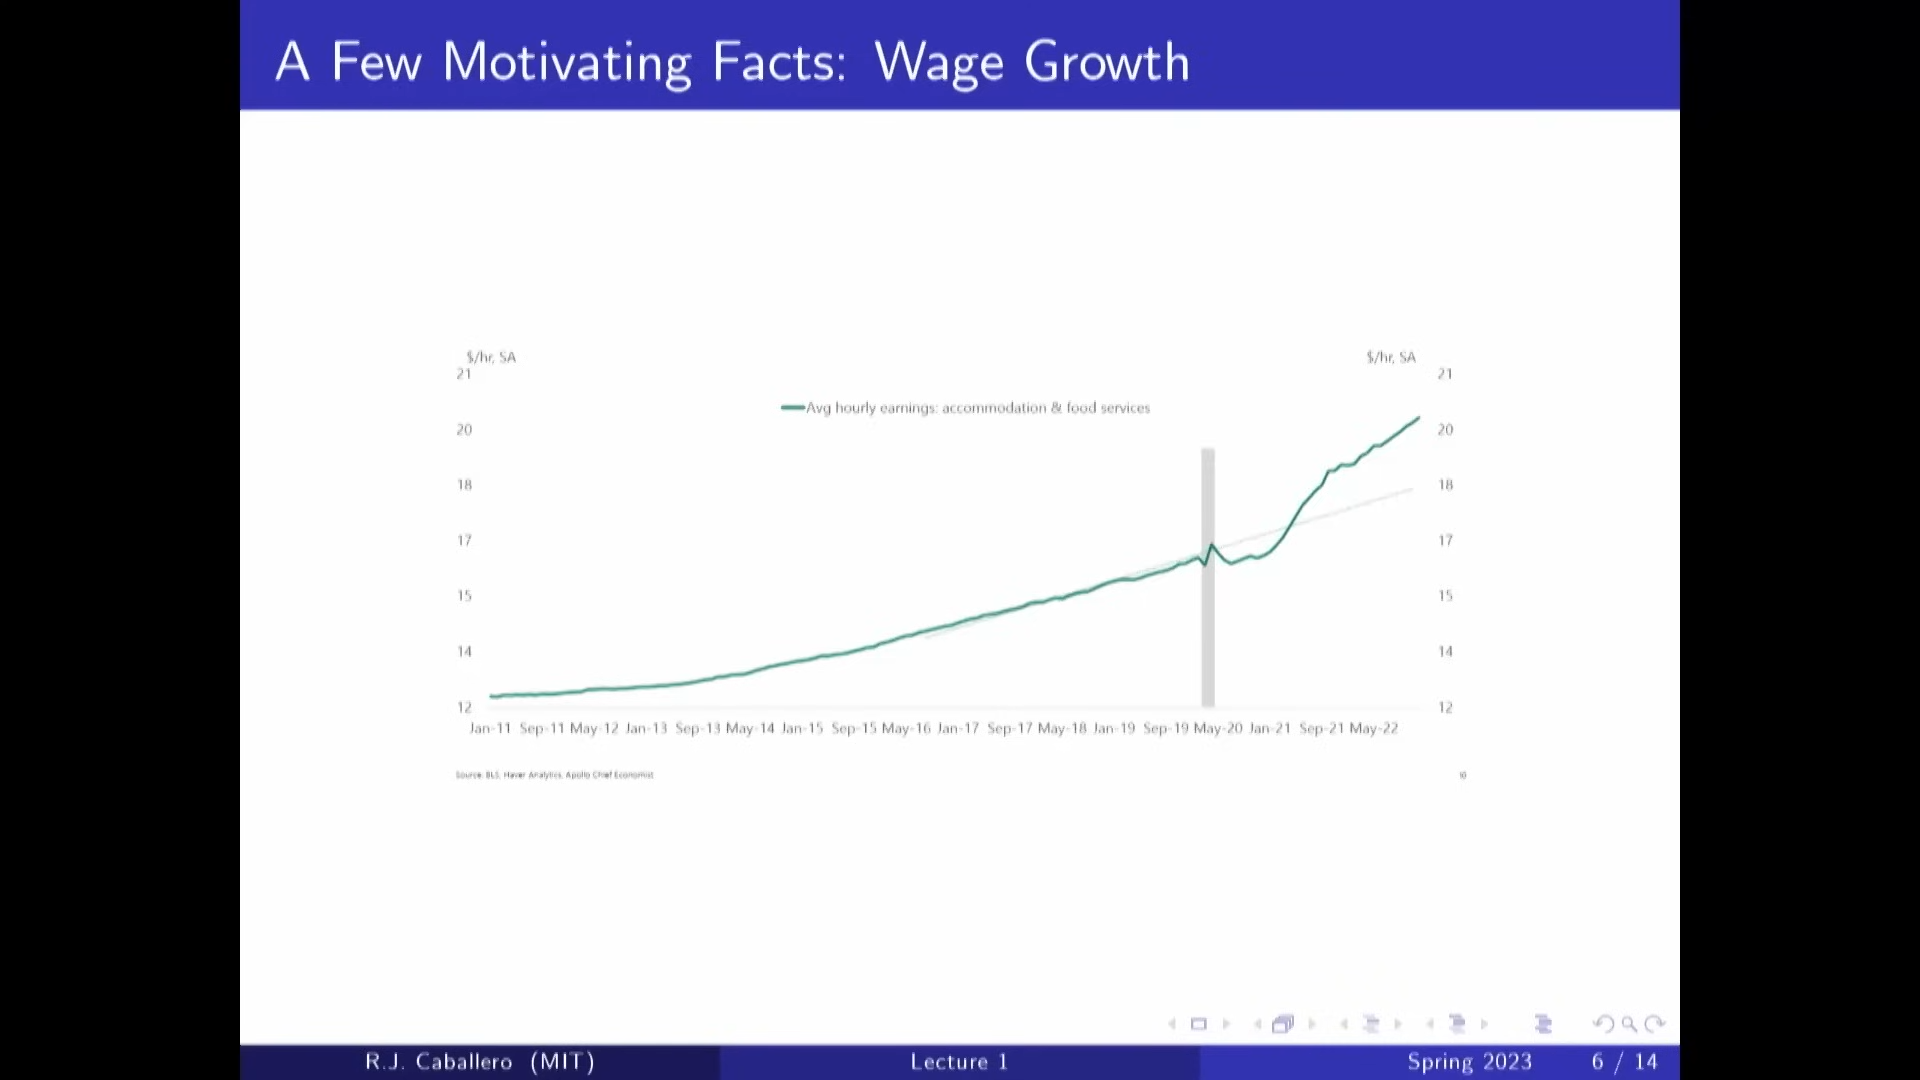 A Few Motivating Facts: Wage Growth
$/hr, SA $/hr, SA
21 21
Avg hourly earnings: accommodation & food services
20 20
18 18
17 17
15 15
14 14
12 12
Jan-11 Sep-11 May-12 Jan-13 Sep-13 May-14 Jan-15 Sep-15 May-16 Jan-17 Sep-17 May-18 Jan-19 Sep-19 May-20 Jan-21 Sep-21 May-22
Source: BLS, Haver Analytics, Apollo Chief Economist
R.J. Caballero (MIT) Lecture 1 Spring 2023 6 / 14